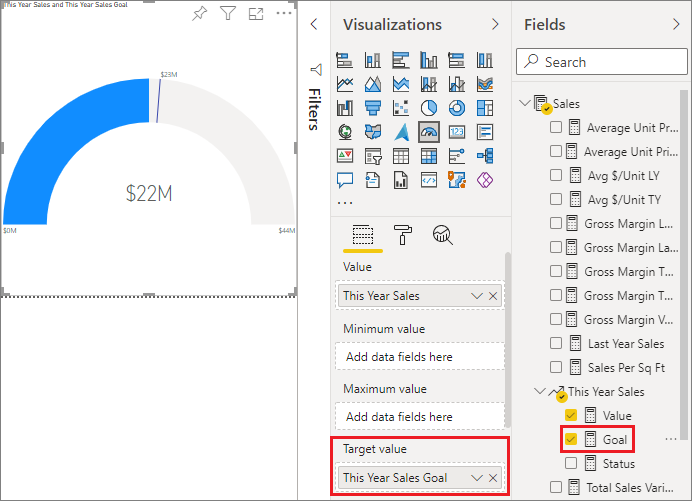 This Year Sales and This Year Sales Goal
$23M
$22M
$0M
$44M
Filters
Visualizations
123
...
Value
This Year Sales
Minimum value
Add data fields here
Maximum value
Add data fields here
Target value
This Year Sales Goal
Fields
Search
Sales
Average Unit Pr...
Average Unit Pri...
Avg $/Unit LY
Avg $/Unit TY
Gross Margin L...
Gross Margin La...
Gross Margin T...
Gross Margin T...
Gross Margin V...
Last Year Sales
Sales Per Sq Ft
This Year Sales
Value
Goal
...
Status
Total Sales Vari...